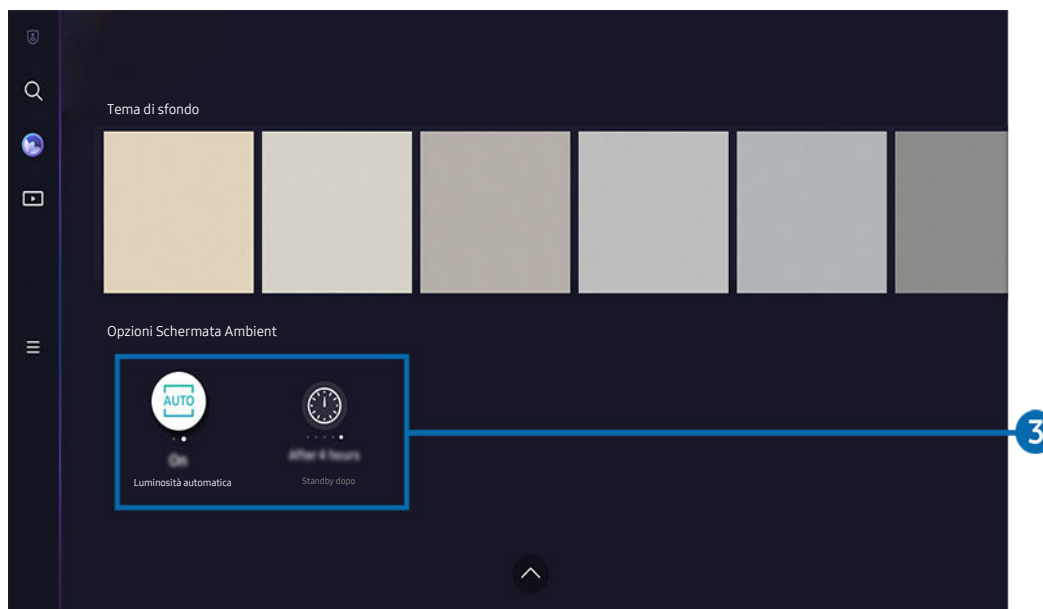 Tema di sfondo
Opzioni Schermata Ambient
AUTO
On
After 4 hours
Luminosità automatica
Standby dopo
3